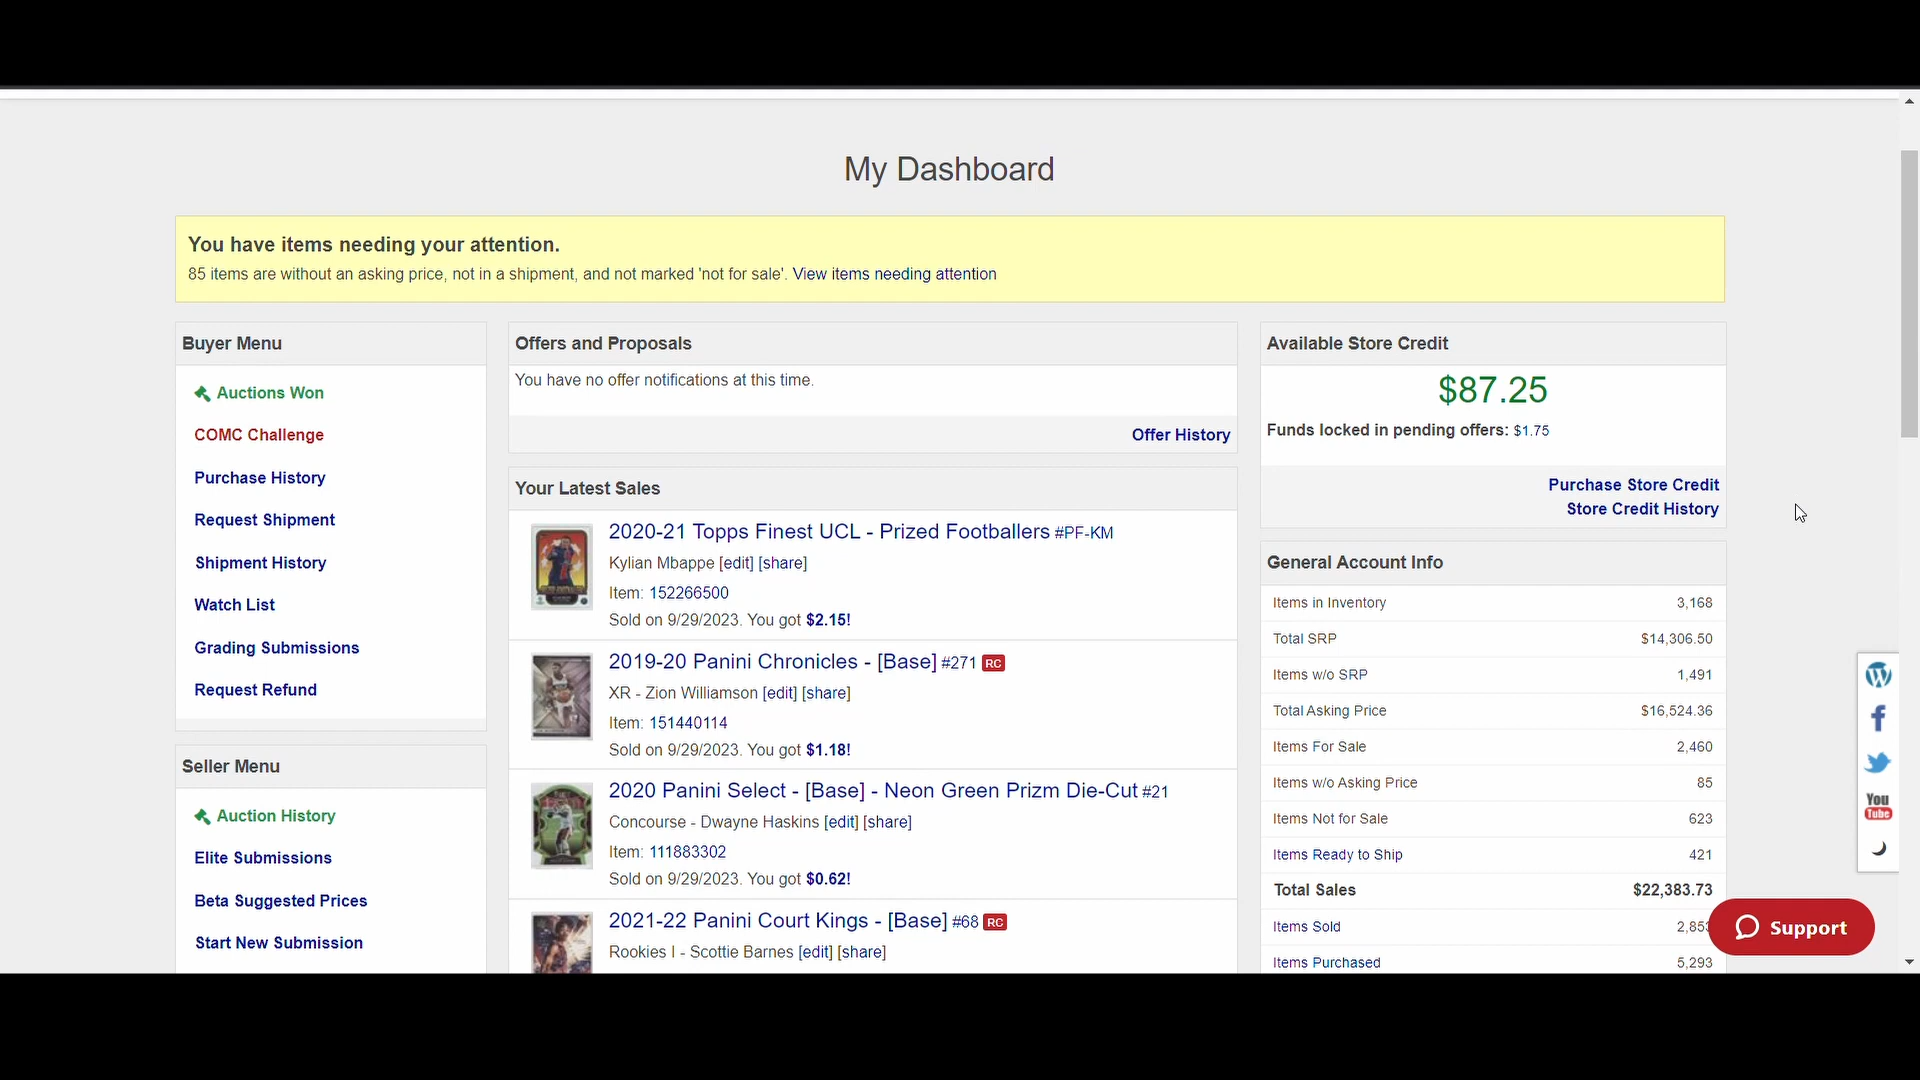 My Dashboard
You have items needing your attention.
85 items are without an asking price, not in a shipment, and not marked 'not for sale'. View items needing attention
Buyer Menu
Auctions Won
COMC Challenge
Purchase History
Request Shipment
Shipment History
Watch List
Grading Submissions
Request Refund
Seller Menu
Auction History
Elite Submissions
Beta Suggested Prices
Start New Submission
Offers and Proposals
You have no offer notifications at this time.
Offer History
Your Latest Sales
2020-21 Topps Finest UCL - Prized Footballers #PF-KM
Kylian Mbappe [edit] [share]
Item: 152266500
Sold on 9/29/2023. You got $2.15!
2019-20 Panini Chronicles - [Base] #271 RC
XR - Zion Williamson [edit] [share]
Item: 151440114
Sold on 9/29/2023. You got $1.18!
2020 Panini Select - [Base] - Neon Green Prizm Die-Cut #21
Concourse - Dwayne Haskins [edit] [share]
Item: 111883302
Sold on 9/29/2023. You got $0.62!
2021-22 Panini Court Kings - [Base] #68 RC
Rookies I - Scottie Barnes [edit] [share]
Available Store Credit
$87.25
Funds locked in pending offers: $1.75
Purchase Store Credit
Store Credit History
General Account Info
Items in Inventory 3,168
Total SRP $14,306.50
Items w/o SRP 1,491
Total Asking Price $16,524.36
Items For Sale 2,460
Items w/o Asking Price 85
Items Not for Sale 623
Items Ready to Ship 421
Total Sales $22,383.73
Items Sold 2,853
Items Purchased 5,293
You Tube
Support